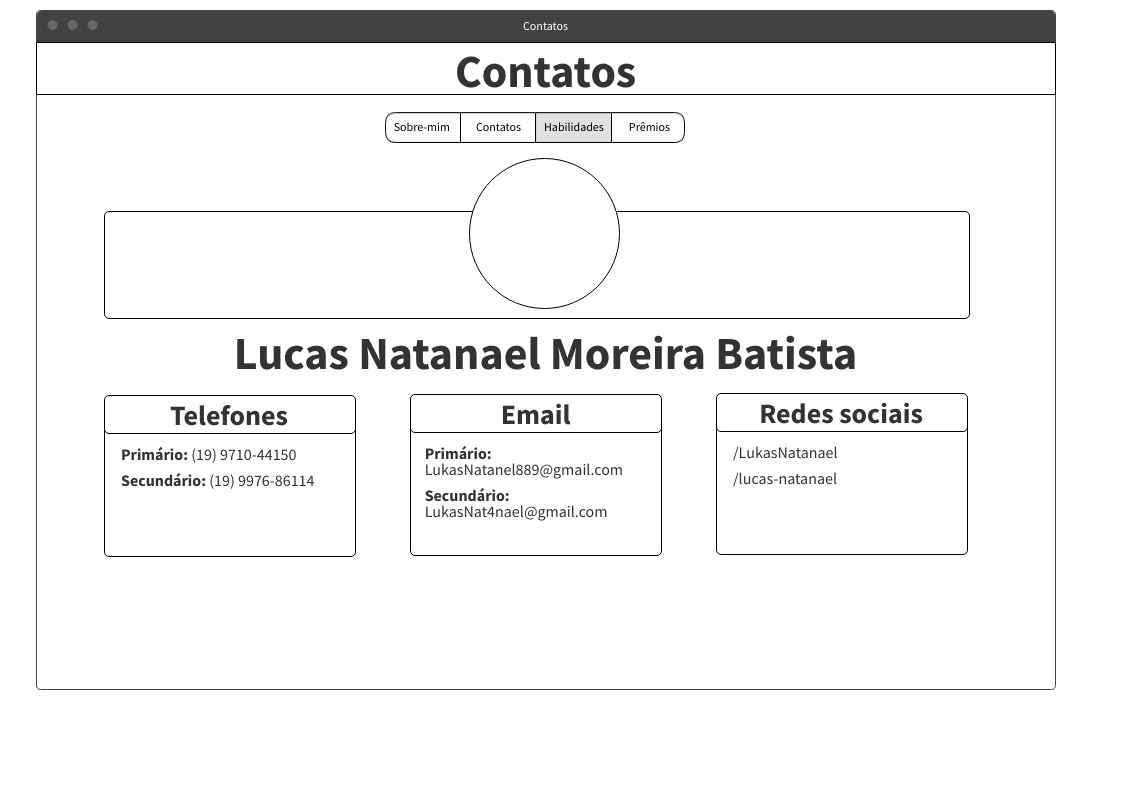 Contatos
Contatos
Sobre-mim Contatos Habilidades Prêmios
Lucas Natanael Moreira Batista
Telefones
Primário: (19) 9710-44150
Secundário: (19) 9976-86114
Email
Primário:
LukasNatanel889@gmail.com
Secundário:
LukasNat4nael@gmail.com
Redes sociais
/LukasNatanael
/lucas-natanael